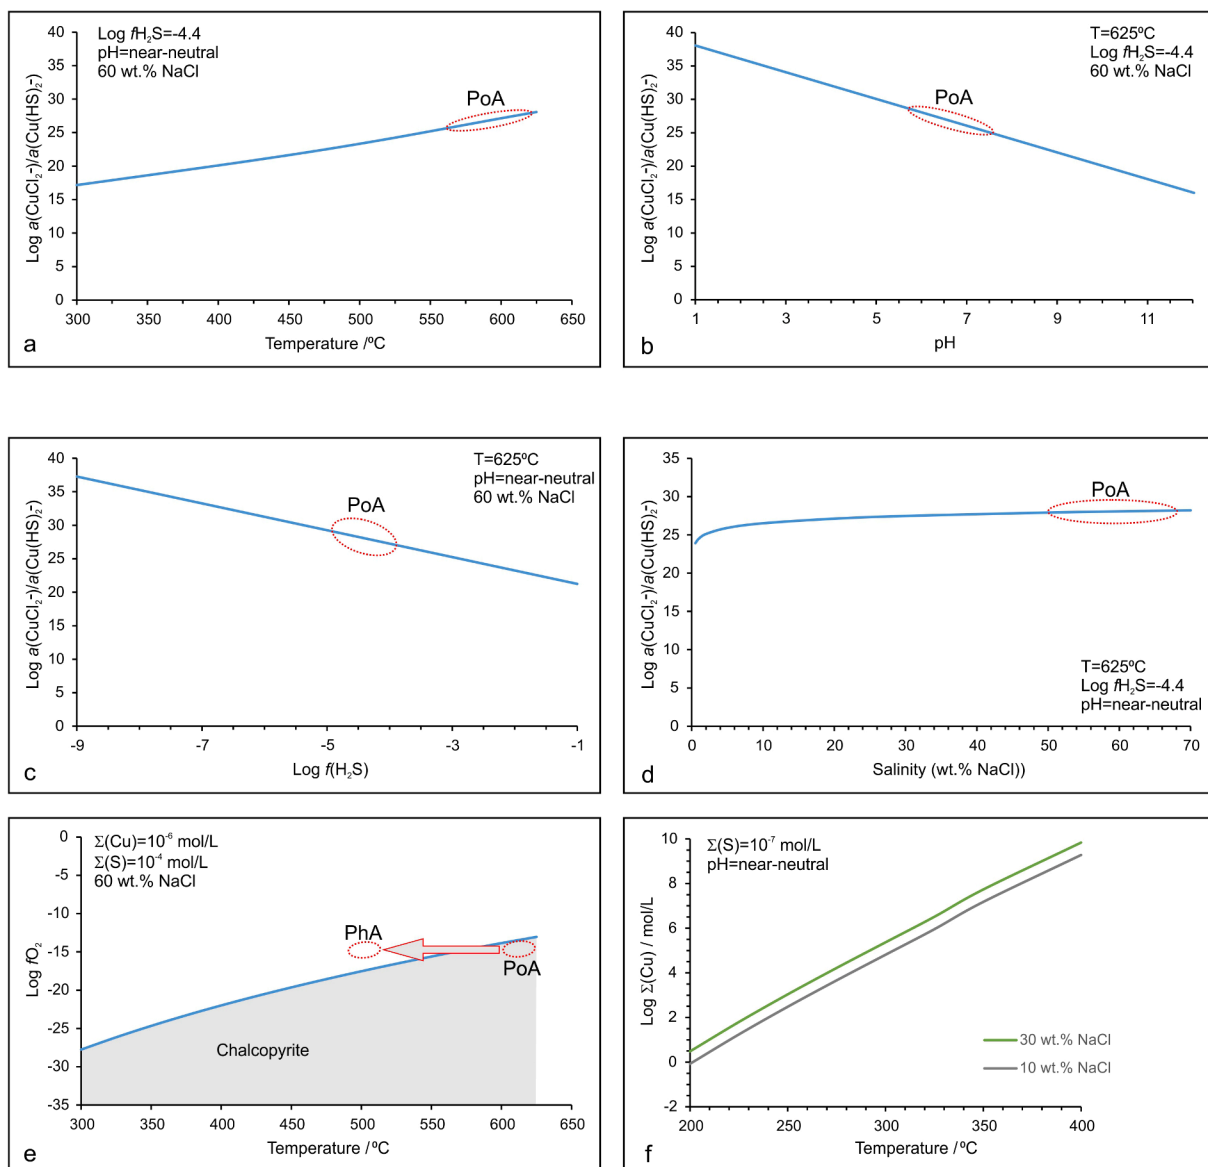 Log fH₂S=-4.4
pH=near-neutral
60 wt.% NaCl
PoA
Log a(CuCl₂-)/a(Cu(HS)₂-)
40
35
30
25
20
15
10
5
0
300 350 400 450 500 550 600 650
Temperature /ºC
a
T=625ºC
Log fH₂S=-4.4
60 wt.% NaCl
PoA
Log a(CuCl₂-)/a(Cu(HS)₂-)
40
35
30
25
20
15
10
5
0
1 3 5 7 9 11
pH
b
T=625ºC
pH=near-neutral
60 wt.% NaCl
PoA
Log a(CuCl₂-)/a(Cu(HS)₂-)
40
35
30
25
20
15
10
5
0
-9 -7 -5 -3 -1
Log f(H₂S)
c
PoA
Log a(CuCl₂-)/a(Cu(HS)₂-)
35
30
25
20
15
10
5
0
T=625ºC
Log fH₂S=-4.4
pH=near-neutral
0 10 20 30 40 50 60 70
Salinity (wt.% NaCl))
d
Σ(Cu)=10⁻⁶ mol/L
Σ(S)=10⁻⁴ mol/L
60 wt.% NaCl
PhA
PoA
Chalcopyrite
Log fO₂
0
-5
-10
-15
-20
-25
-30
-35
300 350 400 450 500 550 600 650
Temperature /ºC
e
Σ(S)=10⁻⁷ mol/L
pH=near-neutral
Log Σ(Cu) / mol/L
10
8
6
4
2
0
-2
30 wt.% NaCl
10 wt.% NaCl
200 250 300 350 400
Temperature /ºC
f